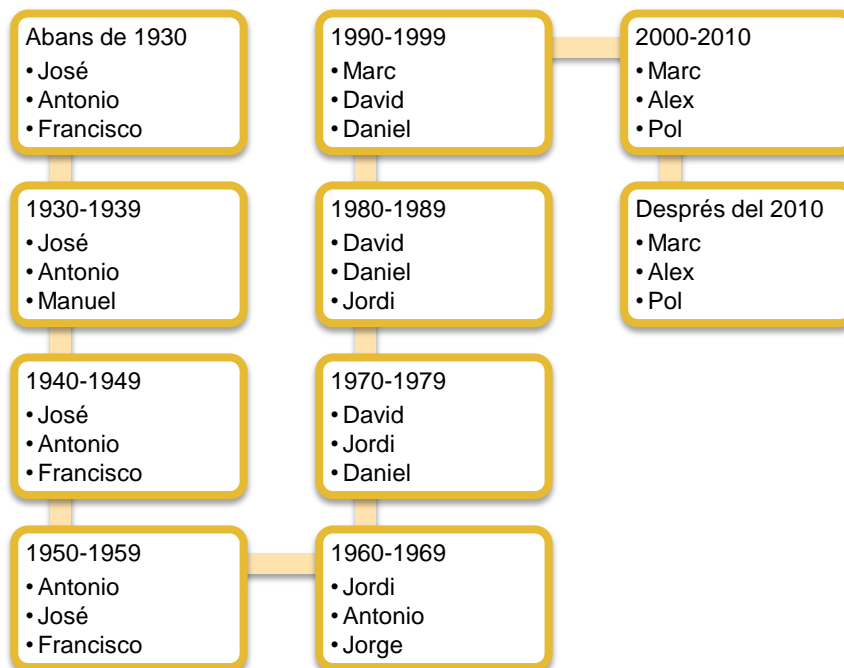 Abans de 1930
• José
• Antonio
• Francisco
1930-1939
• José
• Antonio
• Manuel
1940-1949
• José
• Antonio
• Francisco
1950-1959
• Antonio
• José
• Francisco
1960-1969
• Jordi
• Antonio
• Jorge
1970-1979
• David
• Jordi
• Daniel
1980-1989
• David
• Daniel
• Jordi
1990-1999
• Marc
• David
• Daniel
2000-2010
• Marc
• Alex
• Pol
Després del 2010
• Marc
• Alex
• Pol